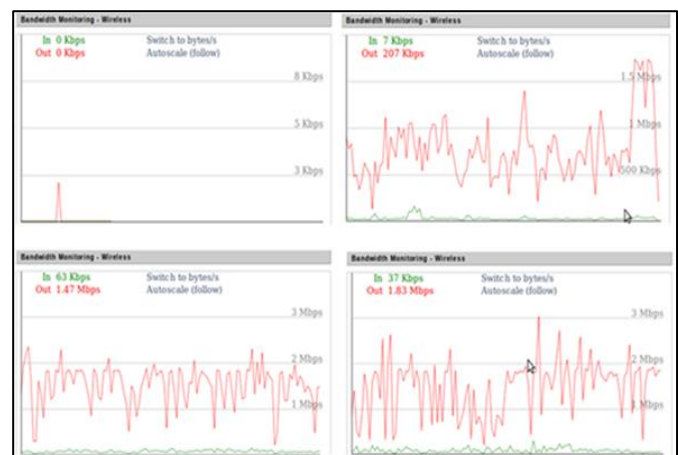 Bandwidth Monitoring - Wireless
In 0 Kbps Switch to bytes/s
Out 0 Kbps Autoscale (follow)
8 Kbps
5 Kbps
3 Kbps
Bandwidth Monitoring - Wireless
In 7 Kbps Switch to bytes/s
Out 207 Kbps Autoscale (follow)
1.5 Mbps
1 Mbps
500 Kbps
Bandwidth Monitoring - Wireless
In 63 Kbps Switch to bytes/s
Out 1.47 Mbps Autoscale (follow)
3 Mbps
2 Mbps
1 Mbps
Bandwidth Monitoring - Wireless
In 37 Kbps Switch to bytes/s
Out 1.83 Mbps Autoscale (follow)
3 Mbps
2 Mbps
1 Mbps